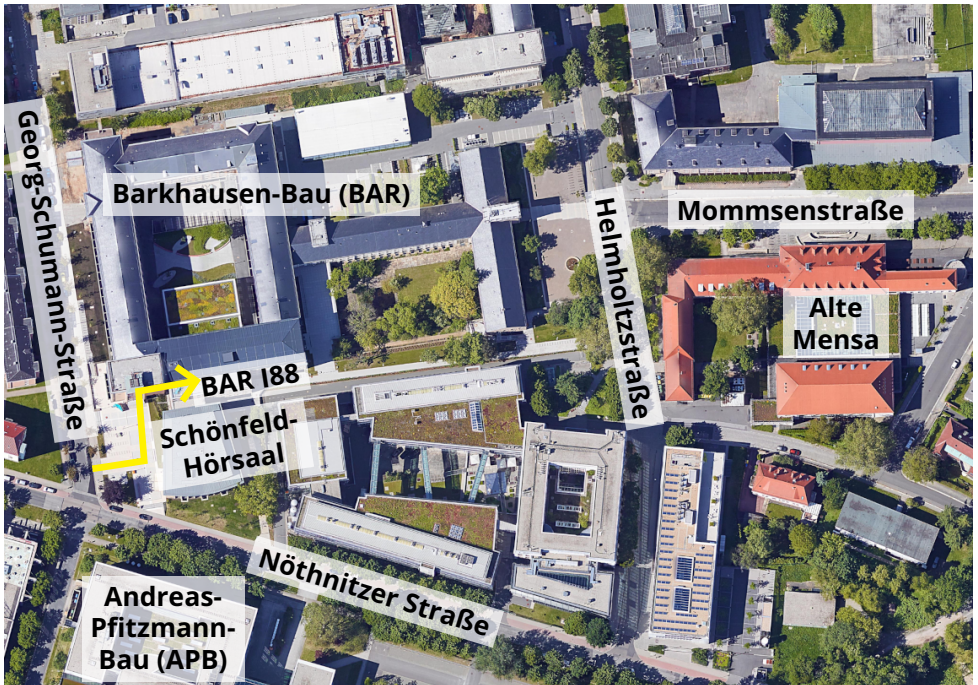 Georg-Schumann-Straße
Barkhausen-Bau (BAR)
Helmholtzstraße
Mommsenstraße
Alte
Mensa
BAR I88
Schönfeld-
Hörsaal
Nöthnitzer Straße
Andreas-
Pfitzmann-
Bau (APB)